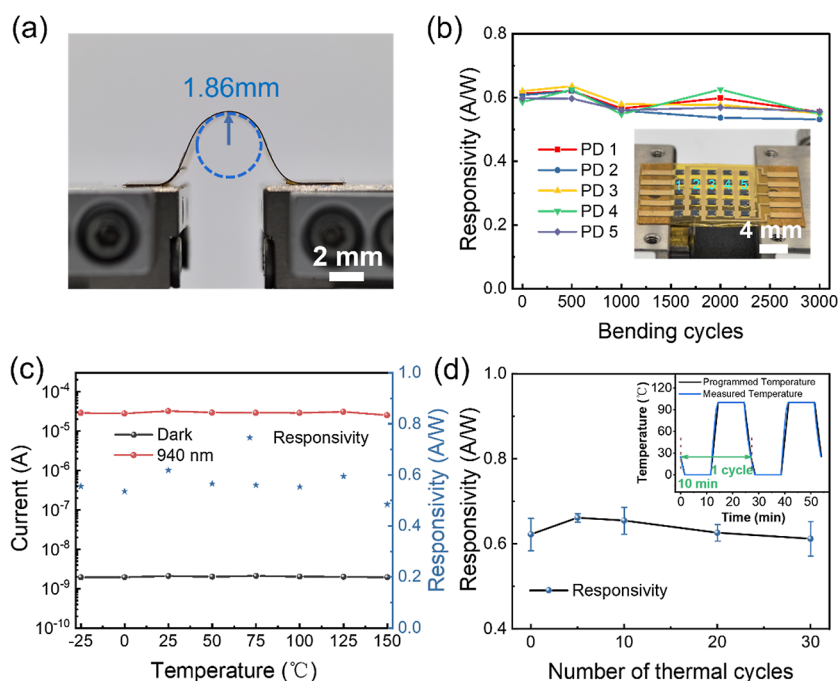 (a)
1.86mm
2 mm
(b)
Responsivity (A/W)
0.8
0.6
0.4
0.2
0.0
PD 1
PD 2
PD 3
PD 4
PD 5
1 2 3 4 5
4 mm
0 500 1000 1500 2000 2500 3000
Bending cycles
(c)
Current (A)
10⁻⁴
10⁻⁵
10⁻⁶
10⁻⁷
10⁻⁸
10⁻⁹
10⁻¹⁰
Dark
940 nm
Responsivity
1.0
0.8
0.6
0.4
0.2
0.0
Responsivity (A/W)
-25 0 25 50 75 100 125 150
Temperature (℃)
(d)
Responsivity (A/W)
1.0
0.8
0.6
0.4
Programmed Temperature
Measured Temperature
Temperature (℃)
120
90
60
30
0
1 cycle
10 min
0 10 20 30 40 50
Time (min)
Responsivity
0 10 20 30
Number of thermal cycles